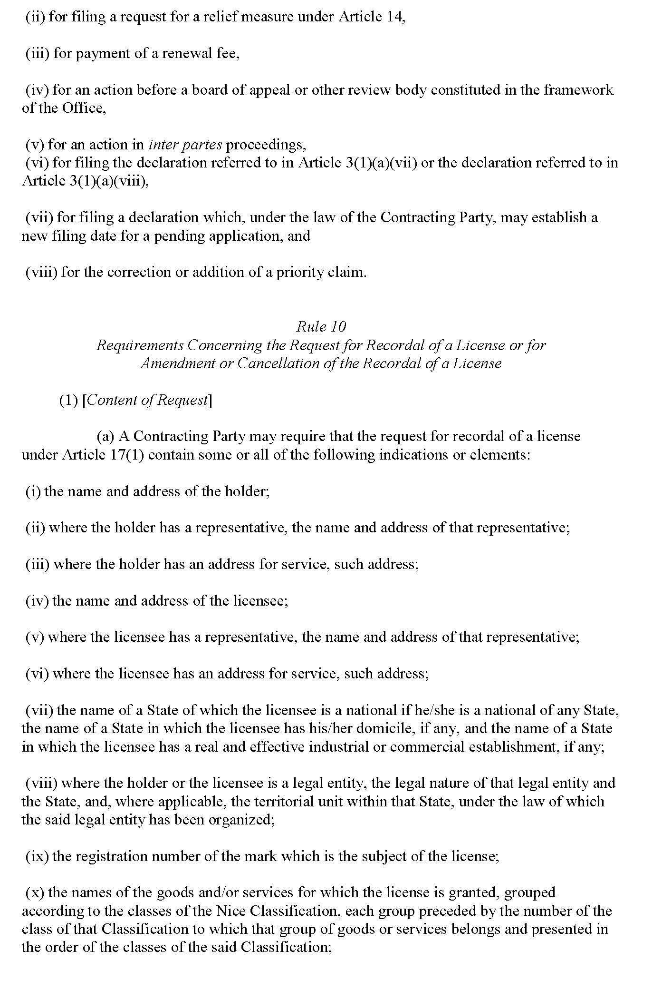 (ii) for filing a request for a relief measure under Article 14,
(iii) for payment of a renewal fee,
(iv) for an action before a board of appeal or other review body constituted in the framework
of the Office,
(v) for an action in inter partes proceedings,
(vi) for filing the declaration referred to in Article 3(1)(a)(vii) or the declaration referred to in
Article 3(1)(a)(viii),
(vii) for filing a declaration which, under the law of the Contracting Party, may establish a
new filing date for a pending application, and
(viii) for the correction or addition of a priority claim.
Rule 10
Requirements Concerning the Request for Recordal of a License or for
Amendment or Cancellation of the Recordal of a License
(1) [Content of Request]
(a) A Contracting Party may require that the request for recordal of a license
under Article 17(1) contain some or all of the following indications or elements:
(i) the name and address of the holder;
(ii) where the holder has a representative, the name and address of that representative;
(iii) where the holder has an address for service, such address;
(iv) the name and address of the licensee;
(v) where the licensee has a representative, the name and address of that representative;
(vi) where the licensee has an address for service, such address;
(vii) the name of a State of which the licensee is a national if he/she is a national of any State,
the name of a State in which the licensee has his/her domicile, if any, and the name of a State
in which the licensee has a real and effective industrial or commercial establishment, if any;
(viii) where the holder or the licensee is a legal entity, the legal nature of that legal entity and
the State, and, where applicable, the territorial unit within that State, under the law of which
the said legal entity has been organized;
(ix) the registration number of the mark which is the subject of the license;
(x) the names of the goods and/or services for which the license is granted, grouped
according to the classes of the Nice Classification, each group preceded by the number of the
class of that Classification to which that group of goods or services belongs and presented in
the order of the classes of the said Classification;